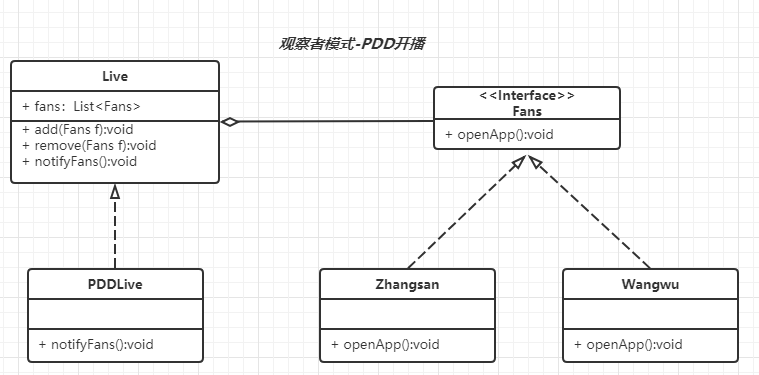 观察者模式-PDD开播
Live
+ fans:  List<Fans>
+ add(Fans f):void
+ remove(Fans f):void
+ notifyFans():void
<<Interface>>
Fans
+ openApp():void
PDDLive
+ notifyFans():void
Zhangsan
+ openApp():void
Wangwu
+ openApp():void